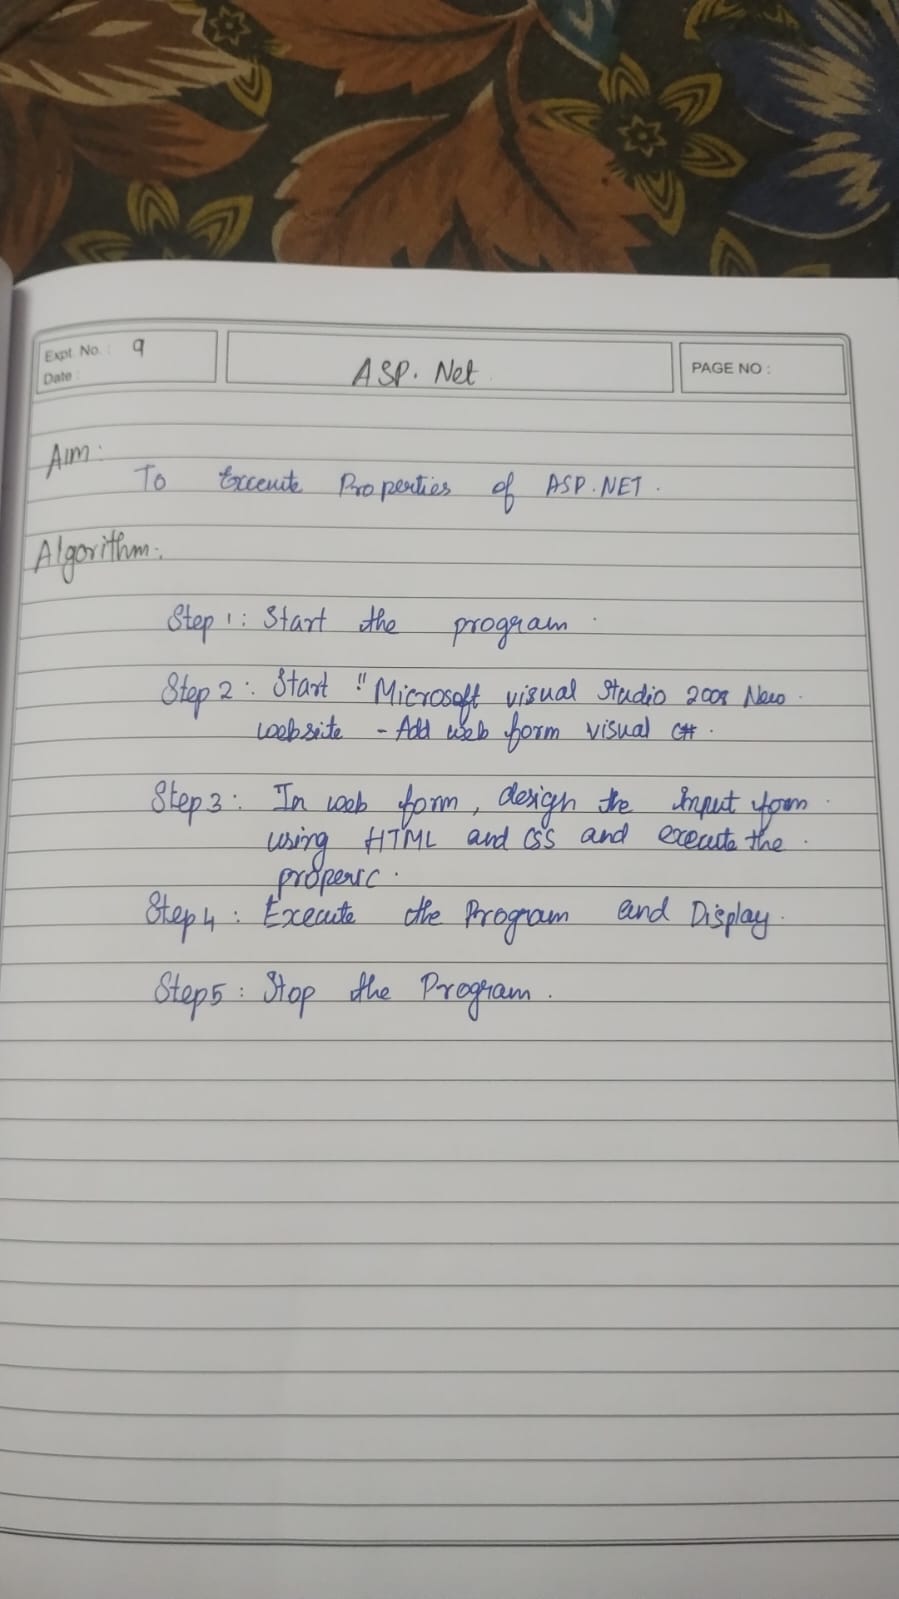 Expt. No. : 9
Date :
ASP. Net
PAGE NO :
Aim:
To Excecute Properties of ASP.NET.
Algorithm:
Step 1: Start the program
Step 2: Start "Microsoft visual Studio 2008 New
website - Add web form visual C#.
Step 3: In web form, design the Input form
using HTML and CSS and execute the
properic.
Step 4: Execute the Program and Display.
Step 5: Stop the Program.